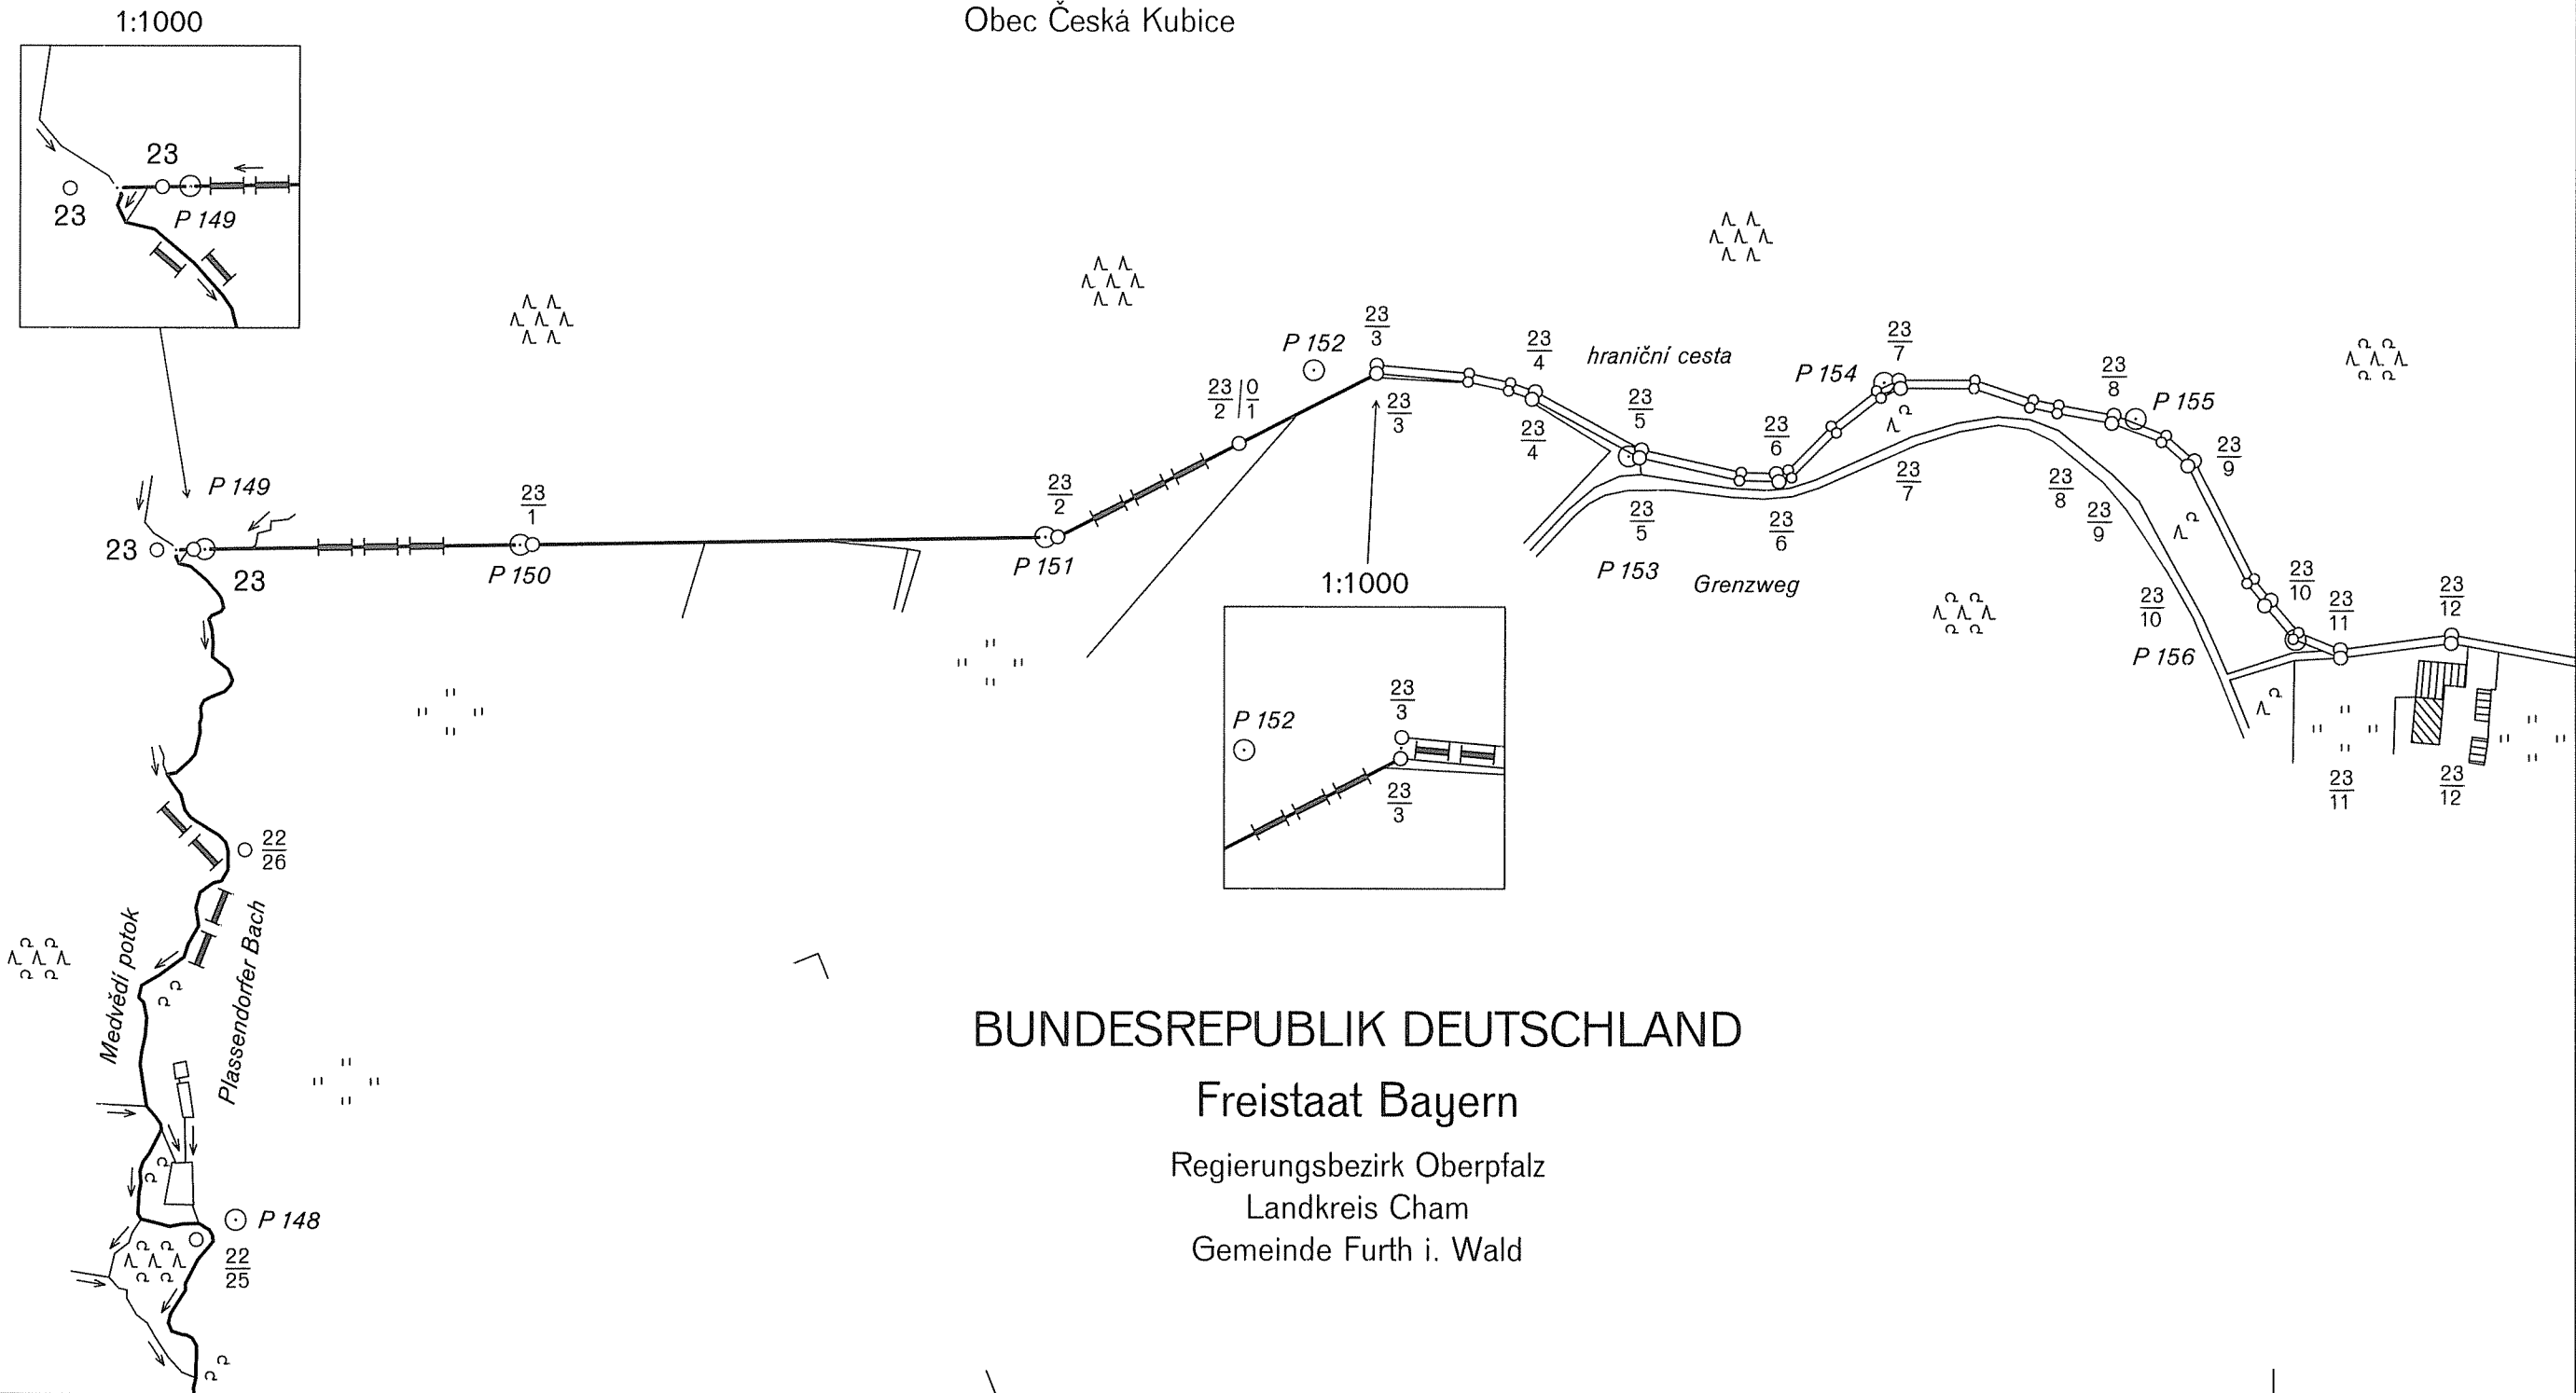 1:1000
Obec Česká Kubice
23
23
P 149
P 152
23
3
23
4
hraniční cesta
P 154
23
7
23
8
P 155
23
2
0
1
23
3
23
4
23
5
23
6
23
9
P 149
23
1
23
2
23
7
23
8
23
9
23
23
P 150
P 151
23
5
23
6
P 153
Grenzweg
1:1000
23
10
23
10
23
11
23
12
P 156
P 152
23
3
23
3
23
11
23
12
22
26
Medvědí potok
Plassendorfer Bach
BUNDESREPUBLIK DEUTSCHLAND
Freistaat Bayern
Regierungsbezirk Oberpfalz
Landkreis Cham
Gemeinde Furth i. Wald
P 148
22
25